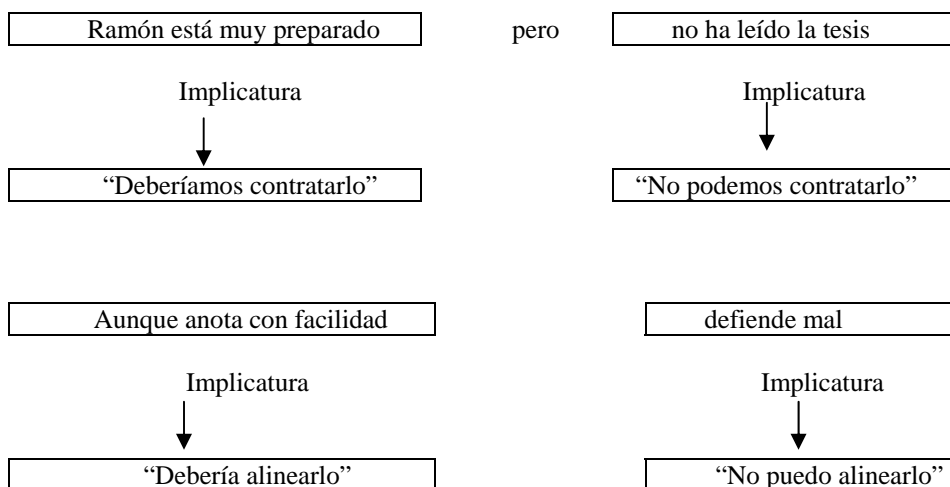 Ramón está muy preparado pero no ha leído la tesis
Implicatura Implicatura
“Deberíamos contratarlo” “No podemos contratarlo”
Aunque anota con facilidad defiende mal
Implicatura Implicatura
“Debería alinearlo” “No puedo alinearlo”